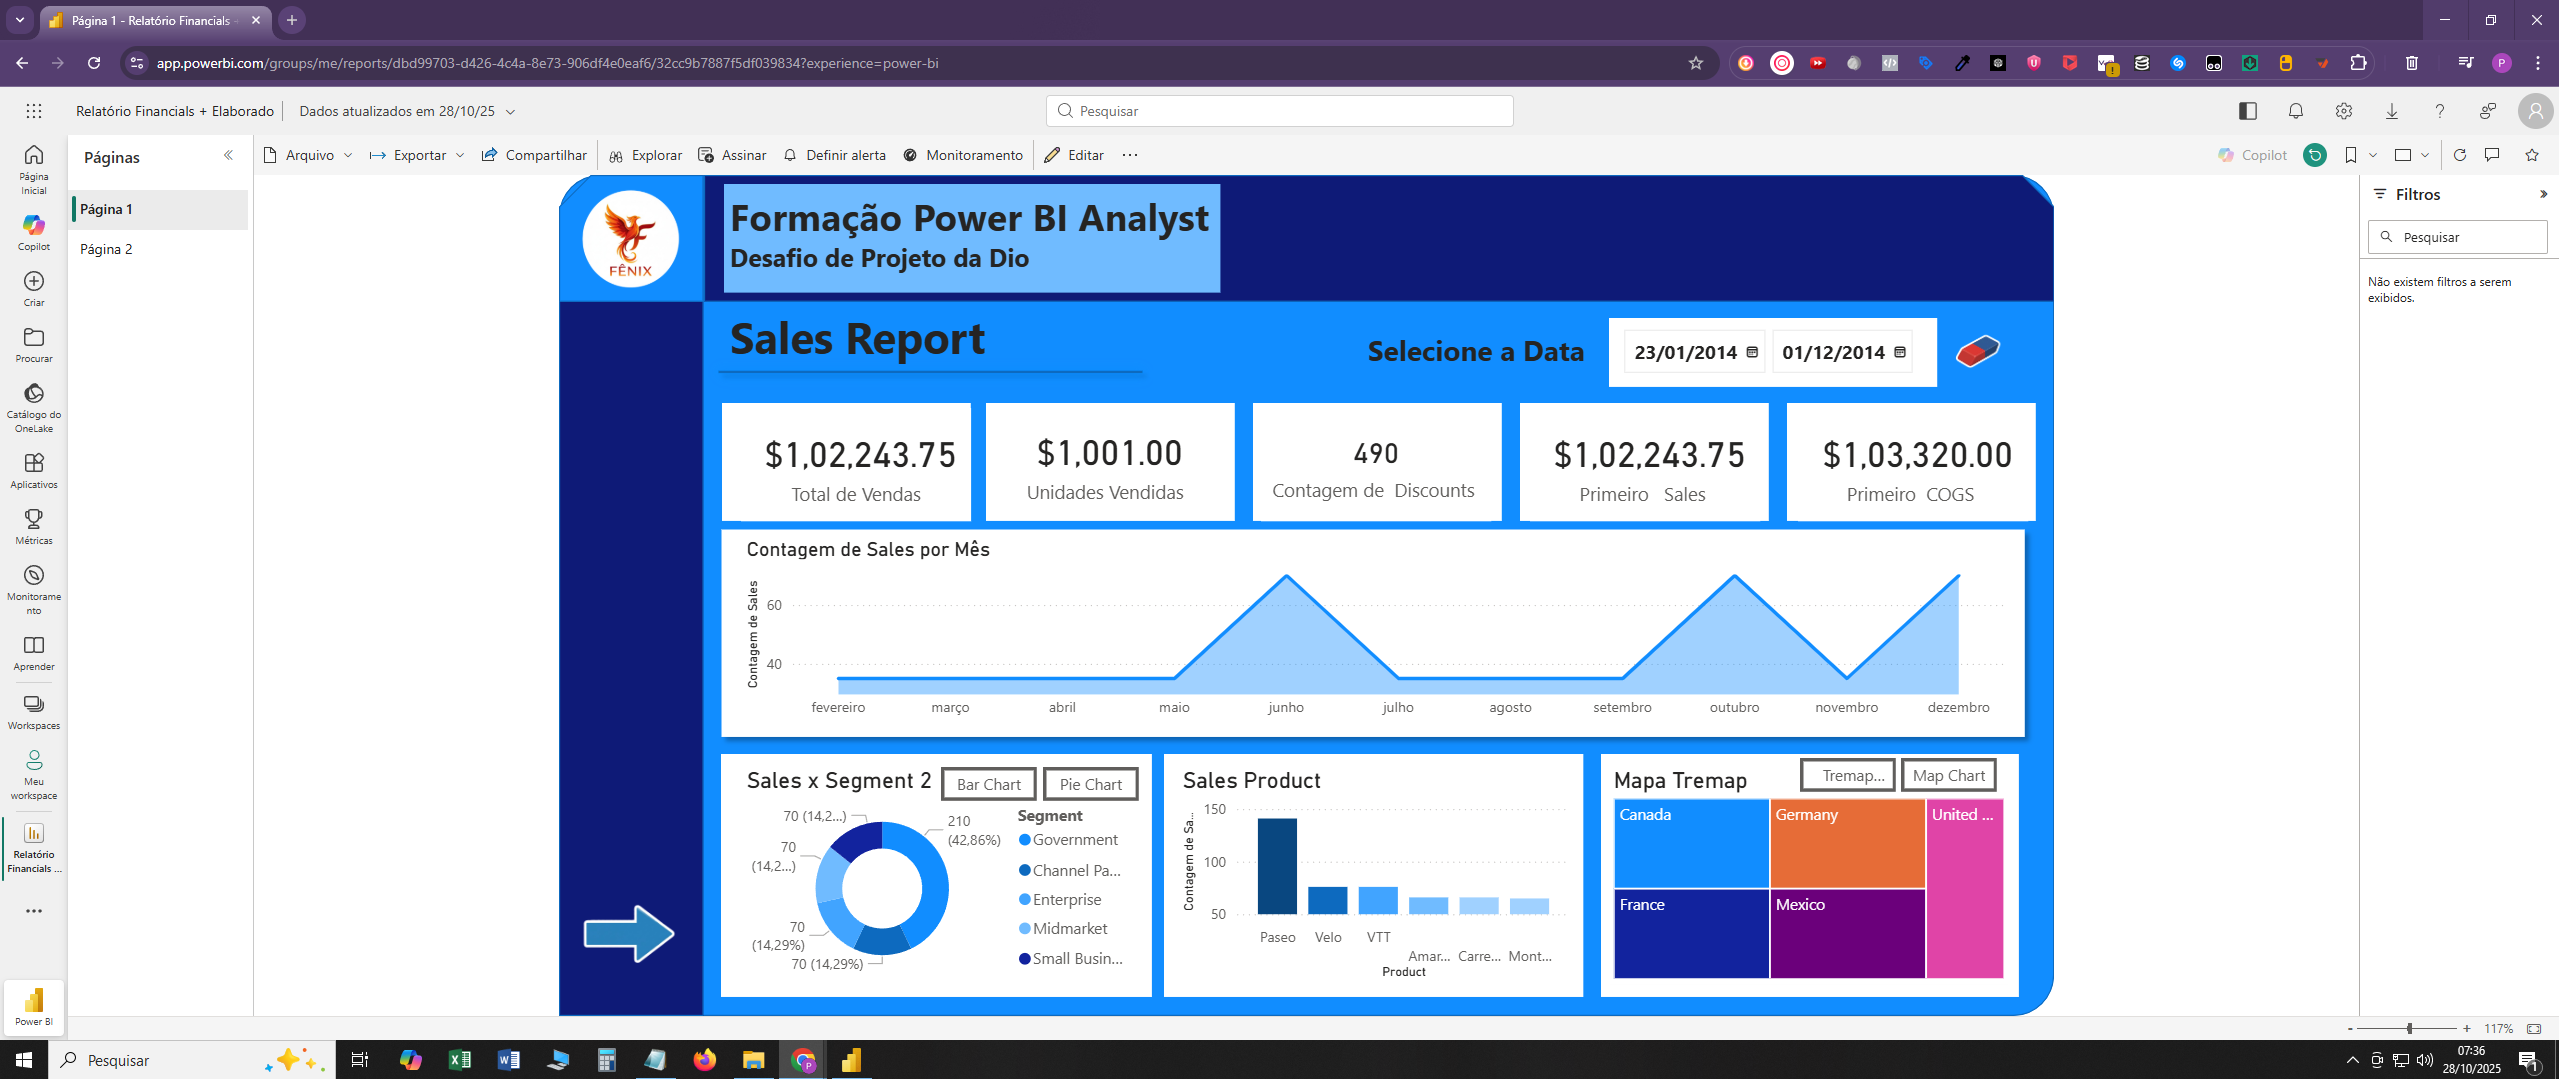 Página 1 - Relatório Financials -
app.powerbi.com/groups/me/reports/dbd99703-d426-4c4a-8e73-906df4e0eaf6/32cc9b7887f5df039834?experience=power-bi
P
Relatório Financials + Elaborado
Dados atualizados em 28/10/25
Pesquisar
Página Inicial
Copilot
Criar
Procurar
Catálogo do OneLake
Aplicativos
Métricas
Monitorame nto
Aprender
Workspaces
Meu workspace
Relatório Financials ...
Power BI
Páginas
Página 1
Página 2
Arquivo
Exportar
Compartilhar
Explorar
Assinar
Definir alerta
Monitoramento
Editar
Copilot
Filtros
Pesquisar
Não existem filtros a serem
exibidos.
FÊNIX
Formação Power BI Analyst
Desafio de Projeto da Dio
Sales Report
Selecione a Data
23/01/2014
01/12/2014
$1,02,243.75
Total de Vendas
$1,001.00
Unidades Vendidas
490
Contagem de Discounts
$1,02,243.75
Primeiro Sales
$1,03,320.00
Primeiro COGS
Contagem de Sales por Mês
Contagem de Sales
60
40
fevereiro março abril maio junho julho agosto setembro outubro novembro dezembro
Sales x Segment 2
Bar Chart
Pie Chart
70 (14,2...)
210
(42,86%)
70
(14,2...)
70
(14,29%)
70 (14,29%)
Segment
Government
Channel Pa...
Enterprise
Midmarket
Small Busin...
Sales Product
Contagem de Sa...
150
100
50
Paseo Velo VTT
Amar... Carre... Mont...
Product
Mapa Tremap
Tremap...
Map Chart
Canada
Germany
United ...
France
Mexico
- + 117%
Pesquisar
07:36
28/10/2025
1